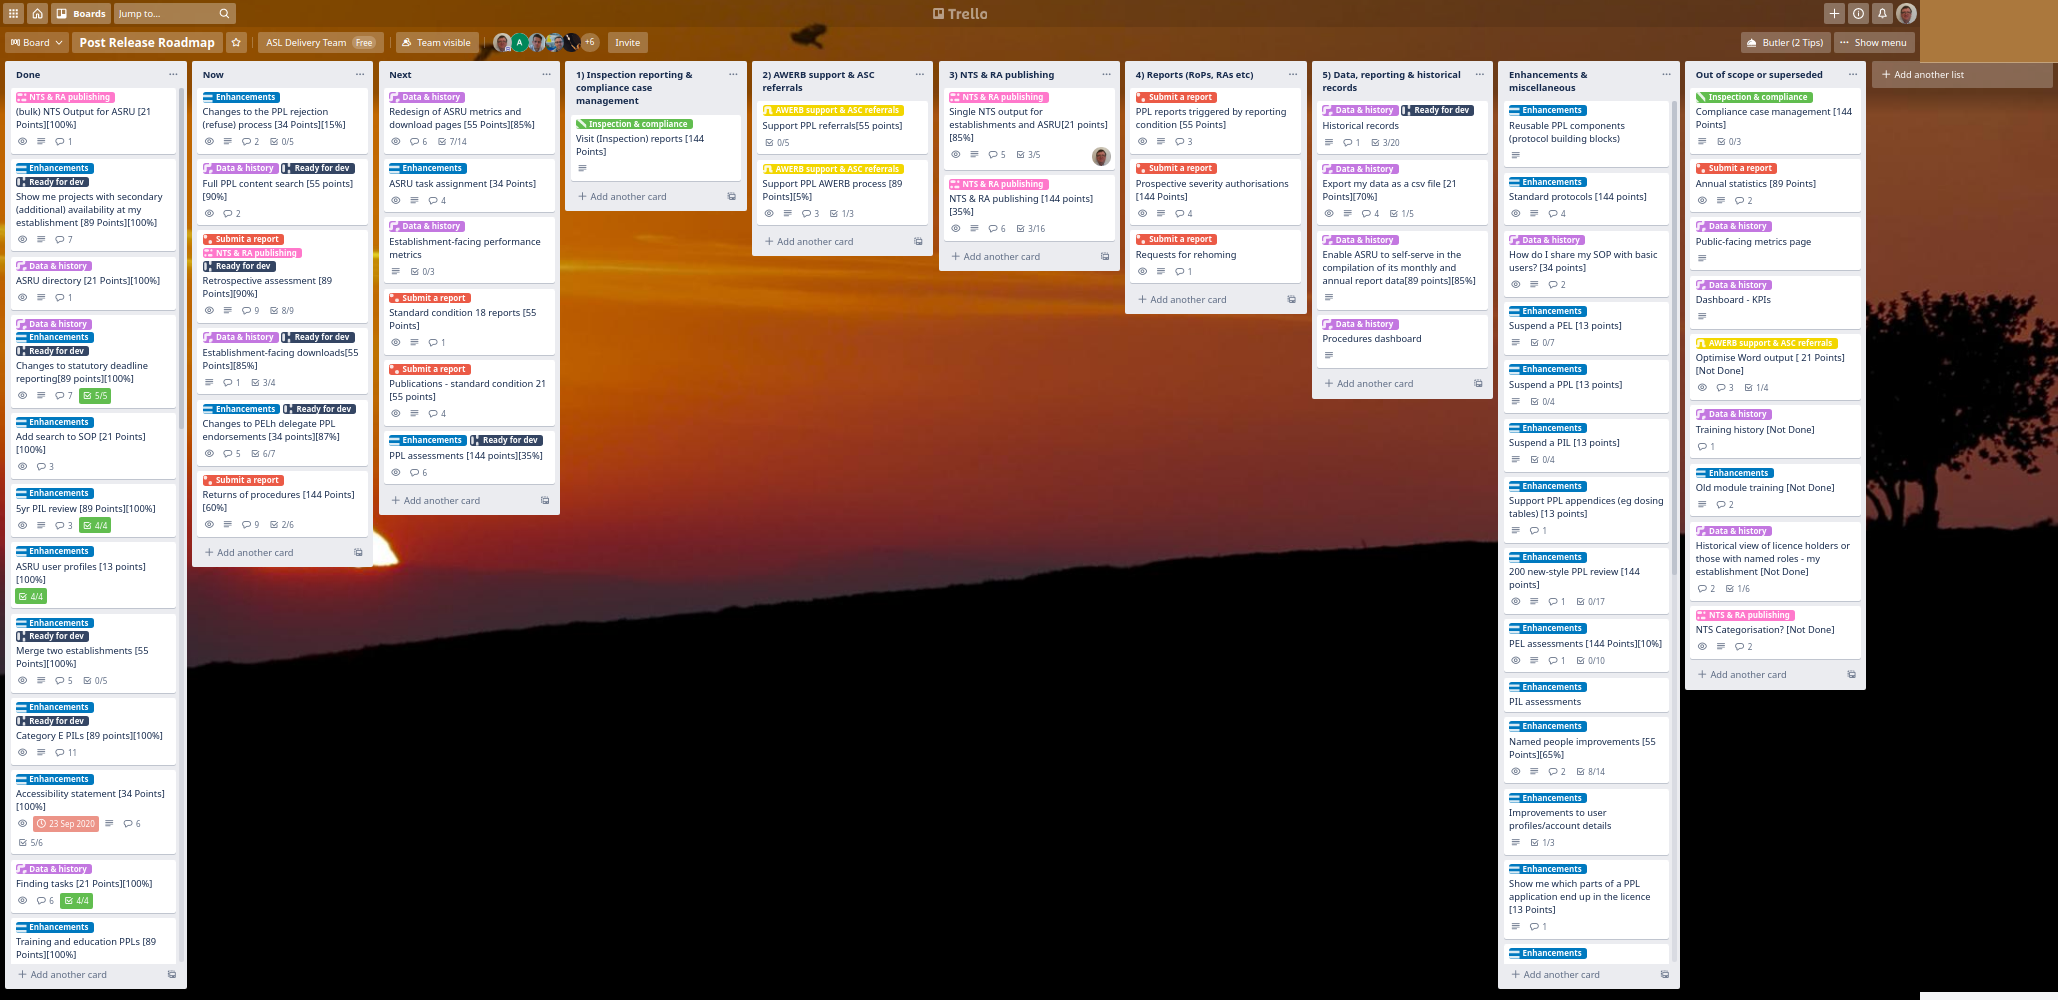 Boards
Jump to...
Trello
Board
Post Release Roadmap
ASL Delivery Team Free
Team visible
A
+6
Invite
Butler (2 Tips)
Show menu
Done
NTS & RA publishing
(bulk) NTS Output for ASRU [21
Points][100%]
1
Enhancements
Ready for dev
Show me projects with secondary
(additional) availability at my
establishment [89 Points][100%]
7
Data & history
ASRU directory [21 Points][100%]
1
Data & history
Enhancements
Ready for dev
Changes to statutory deadline
reporting[89 points][100%]
7 5/5
Enhancements
Add search to SOP [21 Points]
[100%]
3
Enhancements
5yr PIL review [89 Points][100%]
3 4/4
Enhancements
ASRU user profiles [13 points]
[100%]
4/4
Enhancements
Ready for dev
Merge two establishments [55
Points][100%]
5 0/5
Enhancements
Ready for dev
Category E PILs [89 points][100%]
11
Enhancements
Accessibility statement [34 Points]
[100%]
23 Sep 2020 6
5/6
Data & history
Finding tasks [21 Points][100%]
6 4/4
Enhancements
Training and education PPLs [89
Points][100%]
Add another card
Now
Enhancements
Changes to the PPL rejection
(refuse) process [34 Points][15%]
2 0/5
Data & history Ready for dev
Full PPL content search [55 points]
[90%]
2
Submit a report
NTS & RA publishing
Ready for dev
Retrospective assessment [89
Points][90%]
9 8/9
Data & history Ready for dev
Establishment-facing downloads[55
Points][85%]
1 3/4
Enhancements Ready for dev
Changes to PELh delegate PPL
endorsements [34 points][87%]
5 6/7
Submit a report
Returns of procedures [144 Points]
[60%]
9 2/6
Add another card
Next
Data & history
Redesign of ASRU metrics and
download pages [55 Points][85%]
6 7/14
Enhancements
ASRU task assignment [34 Points]
4
Data & history
Establishment-facing performance
metrics
0/3
Submit a report
Standard condition 18 reports [55
Points]
1
Submit a report
Publications - standard condition 21
[55 points]
4
Enhancements Ready for dev
PPL assessments [144 points][35%]
6
Add another card
1) Inspection reporting &
compliance case
management
Inspection & compliance
Visit (Inspection) reports [144
Points]
Add another card
2) AWERB support & ASC
referrals
AWERB support & ASC referrals
Support PPL referrals[55 points]
0/5
AWERB support & ASC referrals
Support PPL AWERB process [89
Points][5%]
3 1/3
Add another card
3) NTS & RA publishing
NTS & RA publishing
Single NTS output for
establishments and ASRU[21 points]
[85%]
5 3/5
NTS & RA publishing
NTS & RA publishing [144 points]
[35%]
6 3/16
Add another card
4) Reports (RoPs, RAs etc)
Submit a report
PPL reports triggered by reporting
condition [55 Points]
3
Submit a report
Prospective severity authorisations
[144 Points]
4
Submit a report
Requests for rehoming
1
Add another card
5) Data, reporting & historical
records
Data & history Ready for dev
Historical records
1 3/20
Data & history
Export my data as a csv file [21
Points][70%]
4 1/5
Data & history
Enable ASRU to self-serve in the
compilation of its monthly and
annual report data[89 points][85%]
Data & history
Procedures dashboard
Add another card
Enhancements &
miscellaneous
Enhancements
Reusable PPL components
(protocol building blocks)
Enhancements
Standard protocols [144 points]
4
Data & history
How do I share my SOP with basic
users? [34 points]
2
Enhancements
Suspend a PEL [13 points]
0/7
Enhancements
Suspend a PPL [13 points]
0/4
Enhancements
Suspend a PIL [13 points]
0/4
Enhancements
Support PPL appendices (eg dosing
tables) [13 points]
1
Enhancements
200 new-style PPL review [144
points]
1 0/17
Enhancements
PEL assessments [144 Points][10%]
1 0/10
Enhancements
PIL assessments
Enhancements
Named people improvements [55
Points][65%]
2 8/14
Enhancements
Improvements to user
profiles/account details
1/3
Enhancements
Show me which parts of a PPL
application end up in the licence
[13 Points]
1
Enhancements
Add another card
Out of scope or superseded
Inspection & compliance
Compliance case management [144
Points]
0/3
Submit a report
Annual statistics [89 Points]
2
Data & history
Public-facing metrics page
Data & history
Dashboard - KPIs
AWERB support & ASC referrals
Optimise Word output [ 21 Points]
[Not Done]
3 1/4
Data & history
Training history [Not Done]
1
Enhancements
Old module training [Not Done]
2
Data & history
Historical view of licence holders or
those with named roles - my
establishment [Not Done]
2 1/6
NTS & RA publishing
NTS Categorisation? [Not Done]
2
Add another card
Add another list